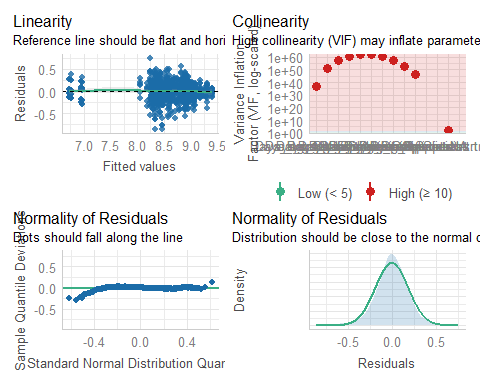 Linearity
Reference line should be flat and hori
Residuals
0.5
0.0
-0.5
7.0 7.5 8.0 8.5 9.0 9.5
Fitted values
Collinearity
High collinearity (VIF) may inflate paramete
Variance Inflation
Factor (VIF, log-scaled)
1e+60
1e+50
1e+40
1e+30
1e+20
1e+10
1e+00
Low (< 5) High (≥ 10)
Normality of Residuals
Dots should fall along the line
Sample Quantile Deviations
0.5
0.0
-0.5
-0.4 0.0 0.4
Standard Normal Distribution Quar
Normality of Residuals
Distribution should be close to the normal c
Density
-0.5 0.0 0.5
Residuals